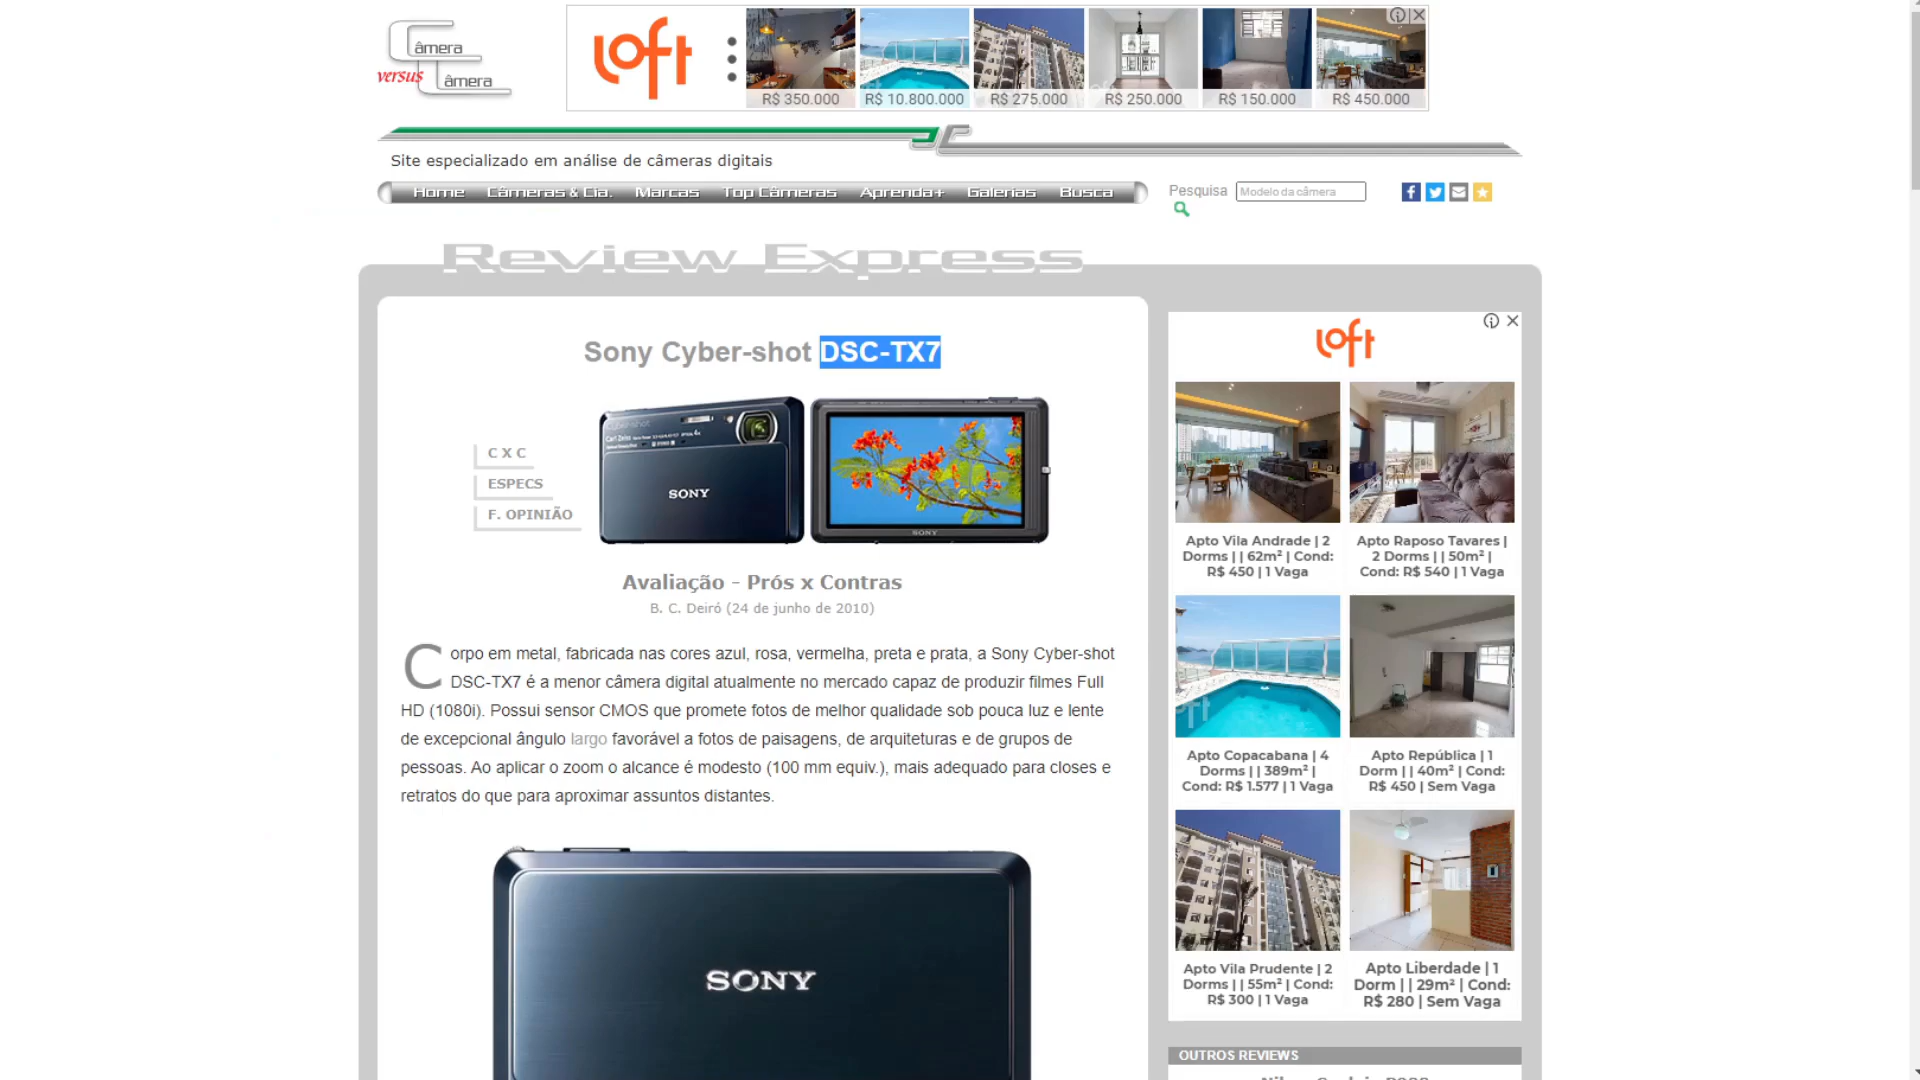 Câmera
versus
Câmera
loft
R$ 350.000
R$ 10.800.000
R$ 275.000
R$ 250.000
R$ 150.000
R$ 450.000
Site especializado em análise de câmeras digitais
Home Câmeras & Cia. Marcas Top Câmeras Aprenda+ Galerias Busca
Pesquisa Modelo da câmera
Review Express
Sony Cyber-shot DSC-TX7
C X C
ESPECS
F. OPINIÃO
SONY
SONY
Avaliação - Prós x Contras
B. C. Deiró (24 de junho de 2010)
Corpo em metal, fabricada nas cores azul, rosa, vermelha, preta e prata, a Sony Cyber-shot
DSC-TX7 é a menor câmera digital atualmente no mercado capaz de produzir filmes Full
HD (1080i). Possui sensor CMOS que promete fotos de melhor qualidade sob pouca luz e lente
de excepcional ângulo largo favorável a fotos de paisagens, de arquiteturas e de grupos de
pessoas. Ao aplicar o zoom o alcance é modesto (100 mm equiv.), mais adequado para closes e
retratos do que para aproximar assuntos distantes.
SONY
loft
Apto Vila Andrade | 2
Dorms | | 62m² | Cond:
R$ 450 | 1 Vaga
Apto Raposo Tavares |
2 Dorms | | 50m² |
Cond: R$ 540 | 1 Vaga
Apto Copacabana | 4
Dorms | | 389m² |
Cond: R$ 1.577 | 1 Vaga
Apto República | 1
Dorm | | 40m² | Cond:
R$ 450 | Sem Vaga
Apto Vila Prudente | 2
Dorms | | 55m² | Cond:
R$ 300 | 1 Vaga
Apto Liberdade | 1
Dorm | | 29m² | Cond:
R$ 280 | Sem Vaga
OUTROS REVIEWS